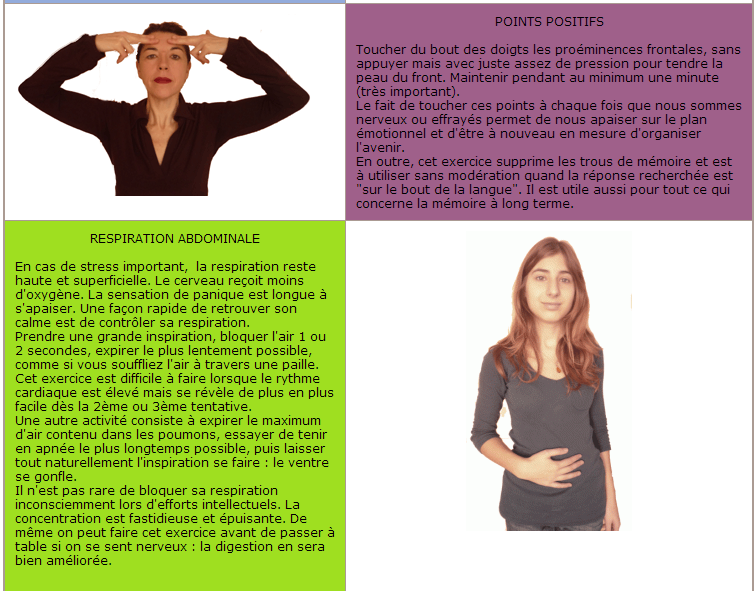 POINTS POSITIFS
Toucher du bout des doigts les proéminences frontales, sans
appuyer mais avec juste assez de pression pour tendre la
peau du front. Maintenir pendant au minimum une minute
(très important).
Le fait de toucher ces points à chaque fois que nous sommes
nerveux ou effrayés permet de nous apaiser sur le plan
émotionnel et d'être à nouveau en mesure d'organiser
l'avenir.
En outre, cet exercice supprime les trous de mémoire et est
à utiliser sans modération quand la réponse recherchée est
"sur le bout de la langue". Il est utile aussi pour tout ce qui
concerne la mémoire à long terme.
RESPIRATION ABDOMINALE
En cas de stress important,  la respiration reste
haute et superficielle. Le cerveau reçoit moins
d'oxygène. La sensation de panique est longue à
s'apaiser. Une façon rapide de retrouver son
calme est de contrôler sa respiration.
Prendre une grande inspiration, bloquer l'air 1 ou
2 secondes, expirer le plus lentement possible,
comme si vous souffliez l'air à travers une paille.
Cet exercice est difficile à faire lorsque le rythme
cardiaque est élevé mais se révèle de plus en plus
facile dès la 2ème ou 3ème tentative.
Une autre activité consiste à expirer le maximum
d'air contenu dans les poumons, essayer de tenir
en apnée le plus longtemps possible, puis laisser
tout naturellement l'inspiration se faire : le ventre
se gonfle.
Il n'est pas rare de bloquer sa respiration
inconsciemment lors d'efforts intellectuels. La
concentration est fastidieuse et épuisante. De
même on peut faire cet exercice avant de passer à
table si on se sent nerveux : la digestion en sera
bien améliorée.